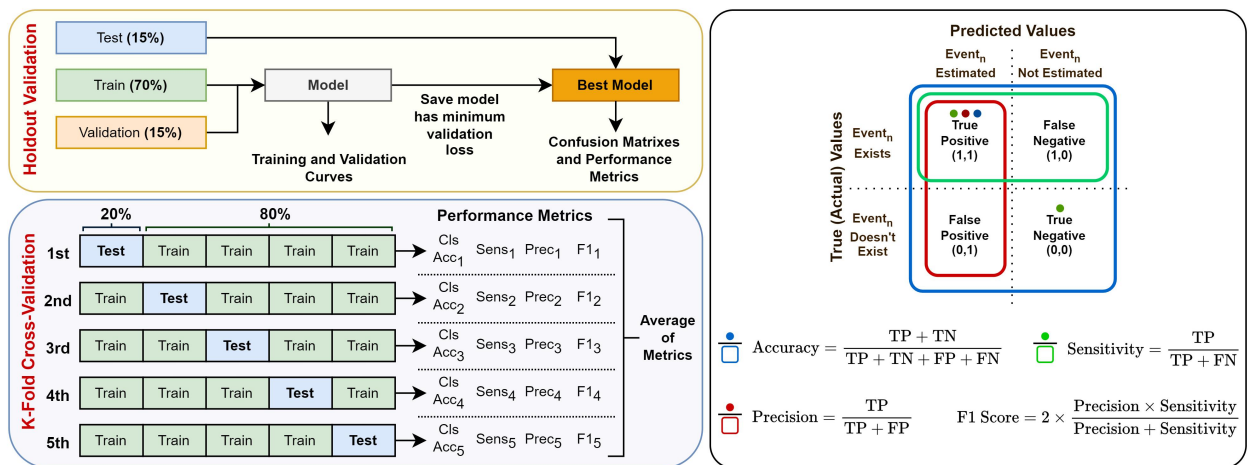 Holdout Validation
Test (15%)
Train (70%)
Validation (15%)
Model
Save model
has minimum
validation
loss
Best Model
Training and Validation
Curves
Confusion Matrixes
and Performance
Metrics
K-Fold Cross-Validation
20%
80%
Performance Metrics
1st
Test
Train
Train
Train
Train
Cls
Acc1
Sens1
Prec1
F11
2nd
Train
Test
Train
Train
Train
Cls
Acc2
Sens2
Prec2
F12
3rd
Train
Train
Test
Train
Train
Cls
Acc3
Sens3
Prec3
F13
4th
Train
Train
Train
Test
Train
Cls
Acc4
Sens4
Prec4
F14
5th
Train
Train
Train
Train
Test
Cls
Acc5
Sens5
Prec5
F15
Average
of
Metrics
Predicted Values
Eventn
Estimated
Eventn
Not Estimated
True (Actual) Values
Eventn
Exists
True
Positive
(1,1)
False
Negative
(1,0)
Eventn
Doesn't
Exist
False
Positive
(0,1)
True
Negative
(0,0)
Accuracy = TP + TN / TP + TN + FP + FN
Sensitivity = TP / TP + FN
Precision = TP / TP + FP
F1 Score = 2 × Precision × Sensitivity / Precision + Sensitivity